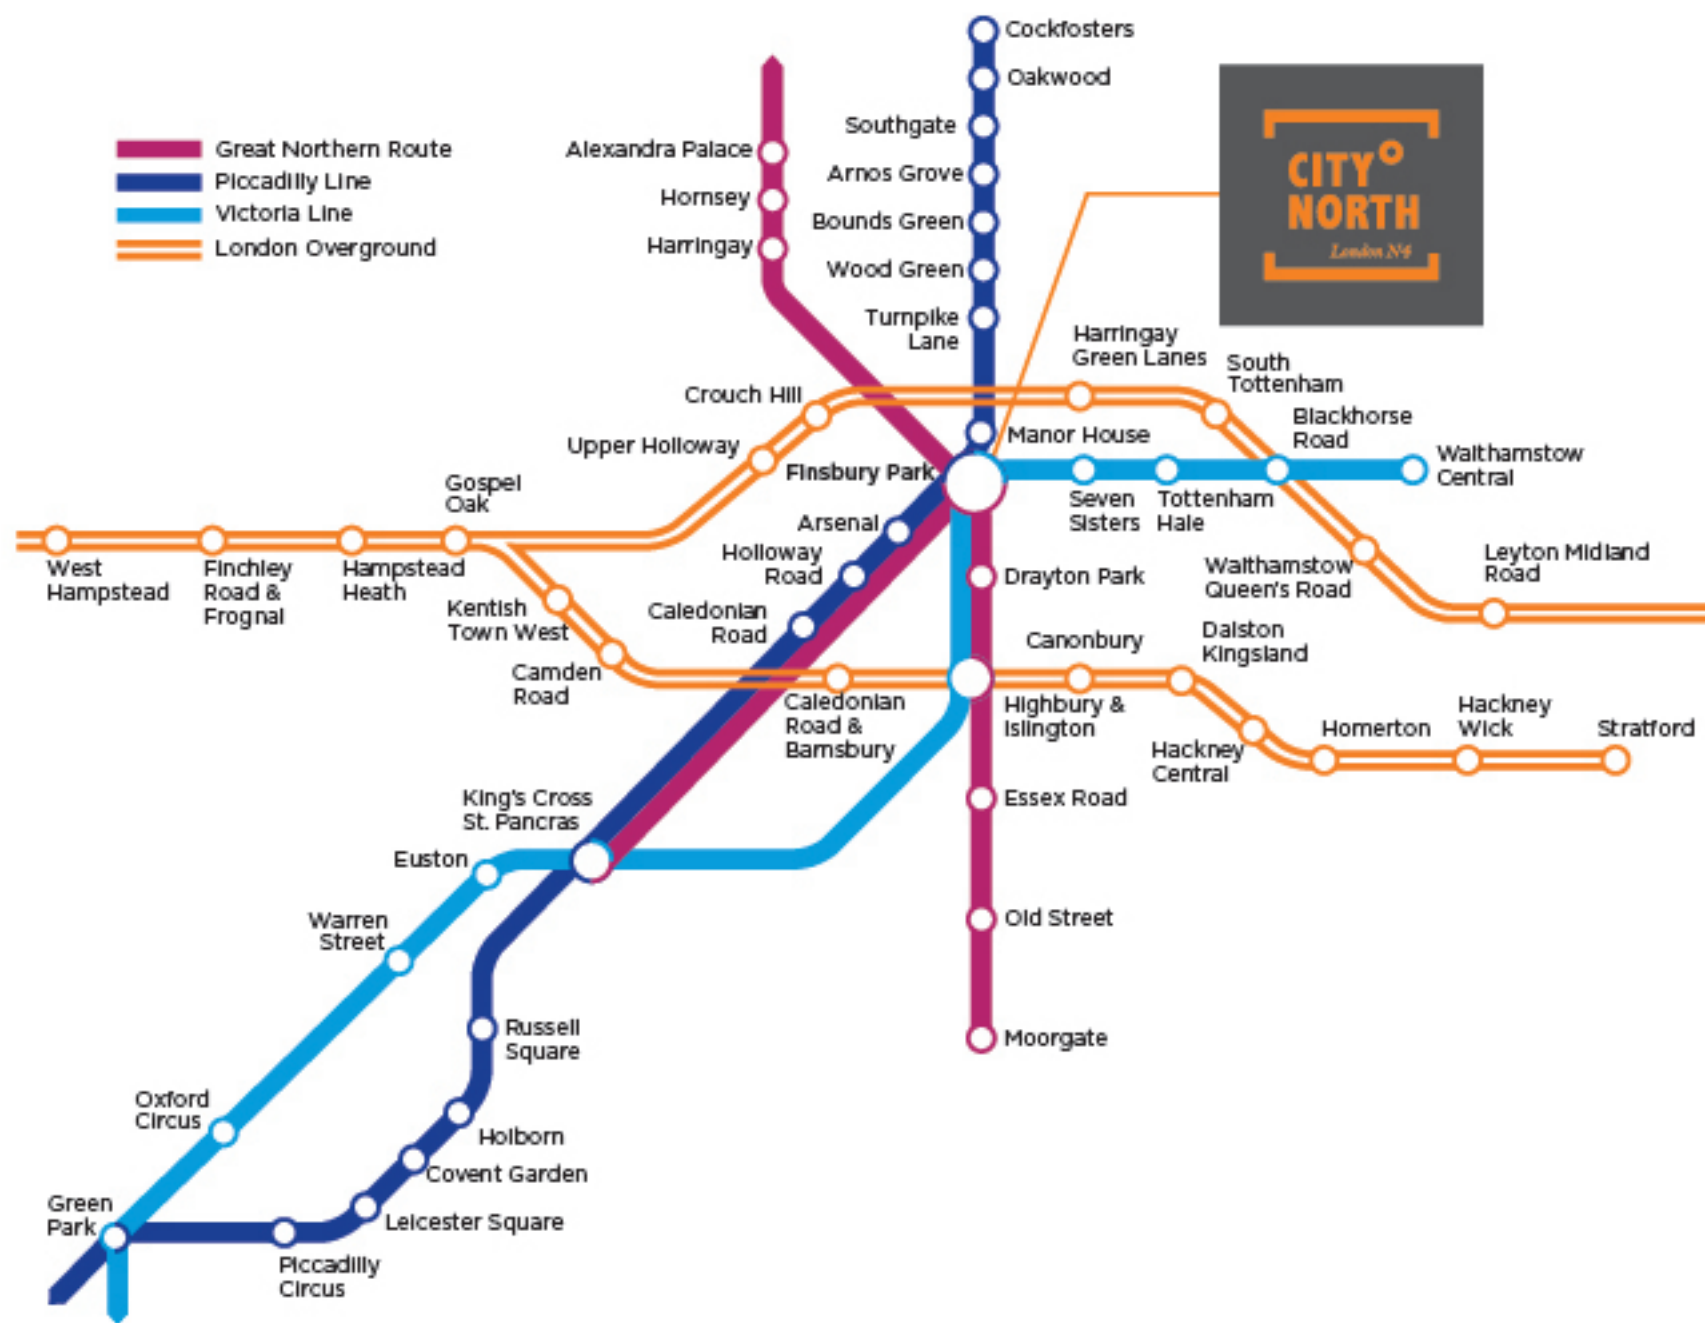 Great Northern Route
Piccadilly Line
Victoria Line
London Overground
Alexandra Palace
Hornsey
Harringay
Cockfosters
Oakwood
Southgate
Arnos Grove
Bounds Green
Wood Green
Turnpike
Lane
CITY
NORTH
London N4
Harringay
Green Lanes
South
Tottenham
Blackhorse
Road
Crouch Hill
Upper Holloway
Manor House
Finsbury Park
Walthamstow
Central
Seven
Sisters
Tottenham
Hale
Gospel
Oak
West
Hampstead
Finchley
Road &
Frognal
Hampstead
Heath
Kentish
Town West
Camden
Road
Arsenal
Holloway
Road
Caledonian
Road
Drayton Park
Walthamstow
Queen's Road
Leyton Midland
Road
Caledonian
Road &
Barnsbury
Highbury &
Islington
Canonbury
Dalston
Kingsland
Hackney
Central
Homerton
Hackney
Wick
Stratford
King's Cross
St. Pancras
Euston
Warren
Street
Essex Road
Old Street
Moorgate
Russell
Square
Oxford
Circus
Holborn
Covent Garden
Leicester Square
Green
Park
Piccadilly
Circus